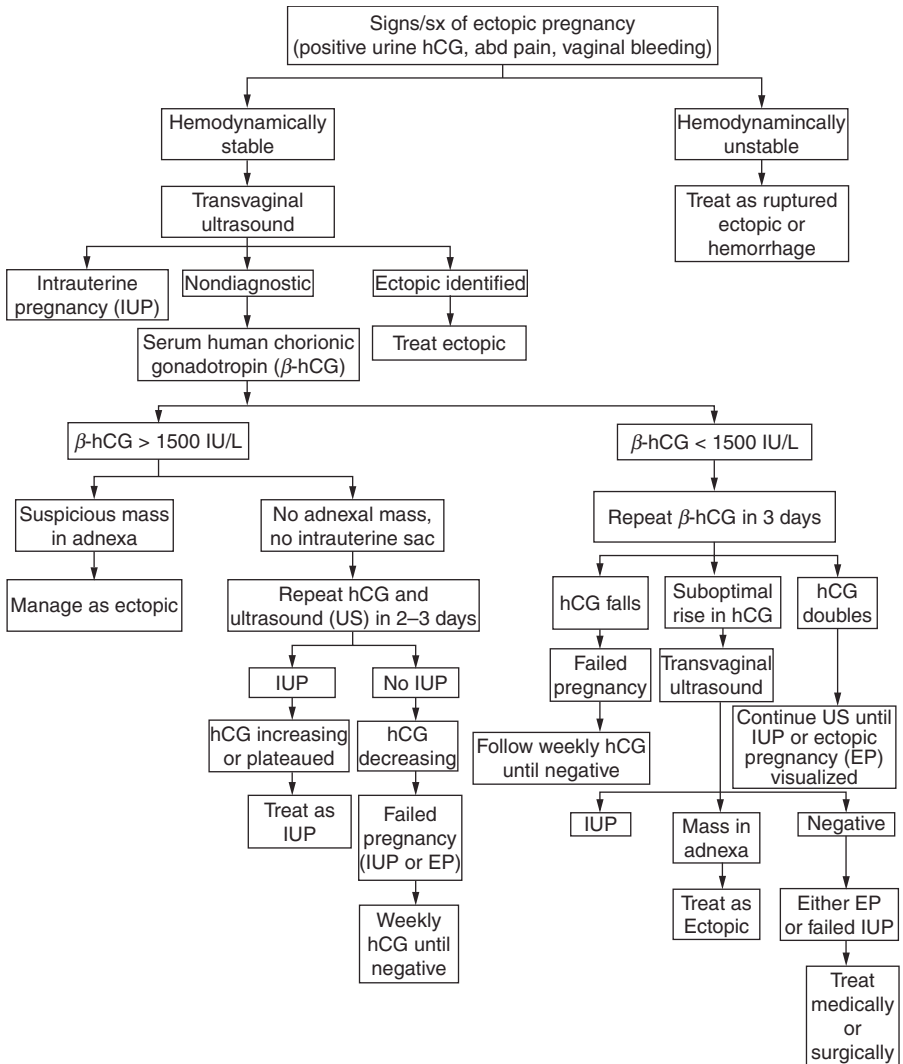 Signs/sx of ectopic pregnancy
(positive urine hCG, abd pain, vaginal bleeding)
Hemodynamically
stable
Hemodynamincally
unstable
Transvaginal
ultrasound
Treat as ruptured
ectopic or
hemorrhage
Intrauterine
pregnancy (IUP)
Nondiagnostic
Ectopic identified
Serum human chorionic
gonadotropin (β-hCG)
Treat ectopic
β-hCG > 1500 IU/L
β-hCG < 1500 IU/L
Suspicious mass
in adnexa
No adnexal mass,
no intrauterine sac
Repeat β-hCG in 3 days
Manage as ectopic
Repeat hCG and
ultrasound (US) in 2–3 days
hCG falls
Suboptimal
rise in hCG
hCG
doubles
IUP
No IUP
Failed
pregnancy
Transvaginal
ultrasound
hCG increasing
or plateaued
hCG
decreasing
Follow weekly hCG
until negative
Continue US until
IUP or ectopic
pregnancy (EP)
visualized
Treat as
IUP
Failed
pregnancy
(IUP or EP)
IUP
Mass in
adnexa
Negative
Weekly
hCG until
negative
Treat as
Ectopic
Either EP
or failed IUP
Treat
medically
or
surgically